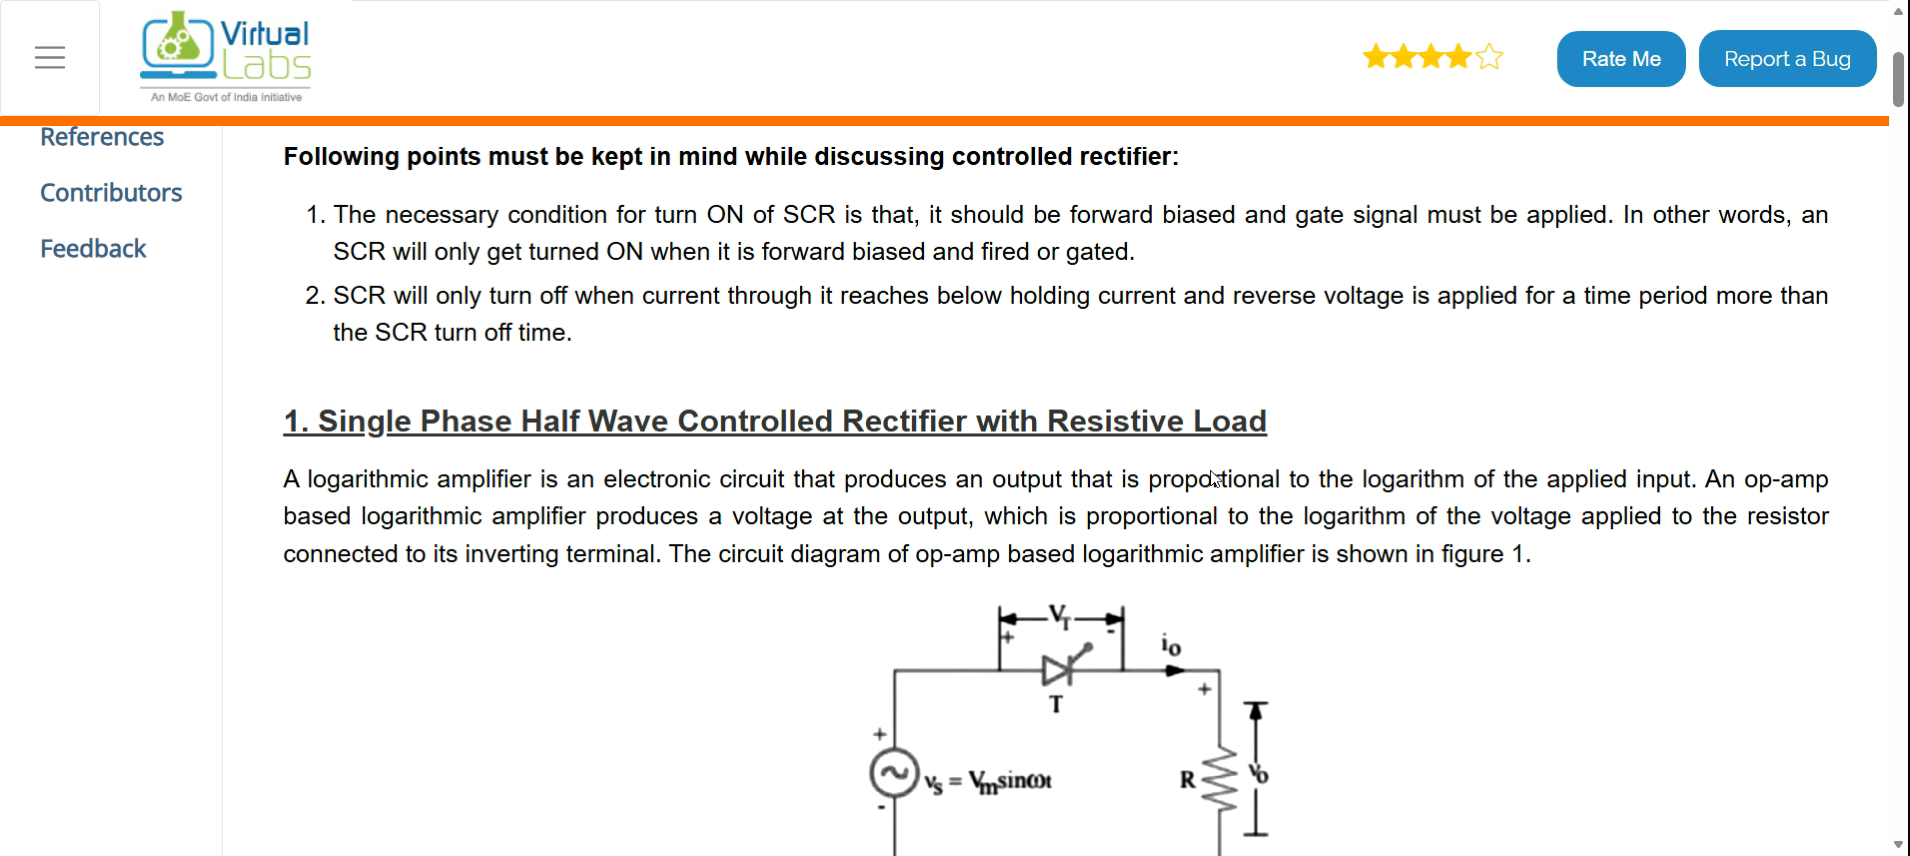 Virtual
Labs
An MoE Govt of India Initiative
Rate Me
Report a Bug
References
Contributors
Feedback
Following points must be kept in mind while discussing controlled rectifier:
1. The necessary condition for turn ON of SCR is that, it should be forward biased and gate signal must be applied. In other words, an
SCR will only get turned ON when it is forward biased and fired or gated.
2. SCR will only turn off when current through it reaches below holding current and reverse voltage is applied for a time period more than
the SCR turn off time.
1. Single Phase Half Wave Controlled Rectifier with Resistive Load
A logarithmic amplifier is an electronic circuit that produces an output that is proportional to the logarithm of the applied input. An op-amp
based logarithmic amplifier produces a voltage at the output, which is proportional to the logarithm of the voltage applied to the resistor
connected to its inverting terminal. The circuit diagram of op-amp based logarithmic amplifier is shown in figure 1.
VT
+ -
io
T
+
+
vs = Vmsinωt
R
vo
-